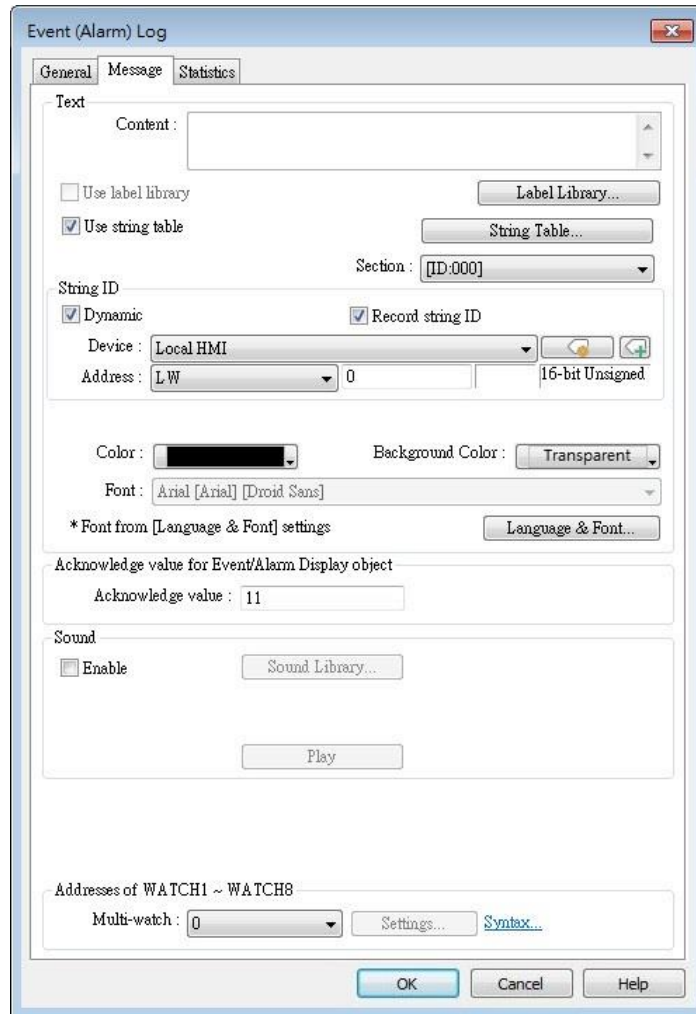 Event (Alarm) Log
General Message Statistics
Text
Content :
Use label library Label Library...
Use string table String Table...
Section : [ID:000]
String ID
Dynamic Record string ID
Device : Local HMI
Address : LW 0 16-bit Unsigned
Color : Background Color : Transparent
Font : Arial [Arial] [Droid Sans]
* Font from [Language & Font] settings Language & Font...
Acknowledge value for Event/Alarm Display object
Acknowledge value : 11
Sound
Enable Sound Library...
Play
Addresses of WATCH1 ~ WATCH8
Multi-watch : 0 Settings... Syntax...
OK Cancel Help